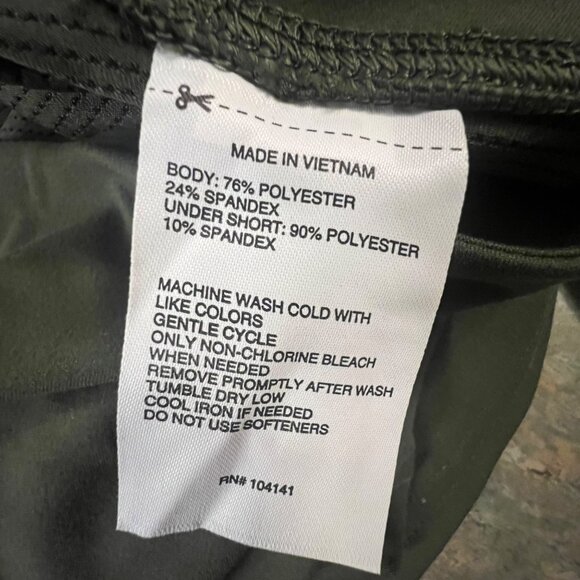 MADE IN VIETNAM
BODY: 76% POLYESTER
24% SPANDEX
UNDER SHORT: 90% POLYESTER
10% SPANDEX
MACHINE WASH COLD WITH
LIKE COLORS
GENTLE CYCLE
ONLY NON-CHLORINE BLEACH
WHEN NEEDED
REMOVE PROMPTLY AFTER WASH
TUMBLE DRY LOW
COOL IRON IF NEEDED
DO NOT USE SOFTENERS
RN# 104141